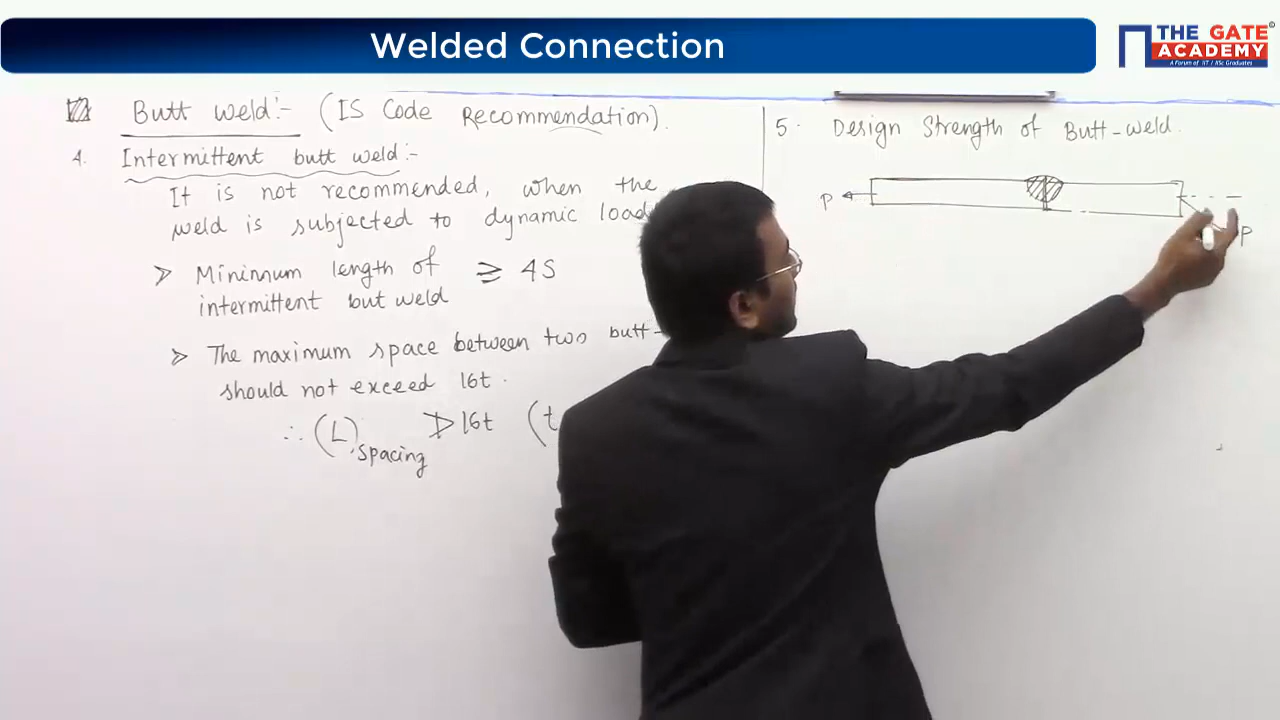 Welded Connection
THE GATE
ACADEMY
A Forum of IIT / IISc Graduates
Butt weld:- (IS Code Recommendation).
4. Intermittent butt weld:-
It is not recommended, when the
weld is subjected to dynamic load
> Minimum length of
intermittent but weld ≥ 4S
> The maximum space between two butt-
should not exceed 16t.
∴ (L)spacing ≯ 16t (t
5. Design Strength of Butt-weld.
P
P